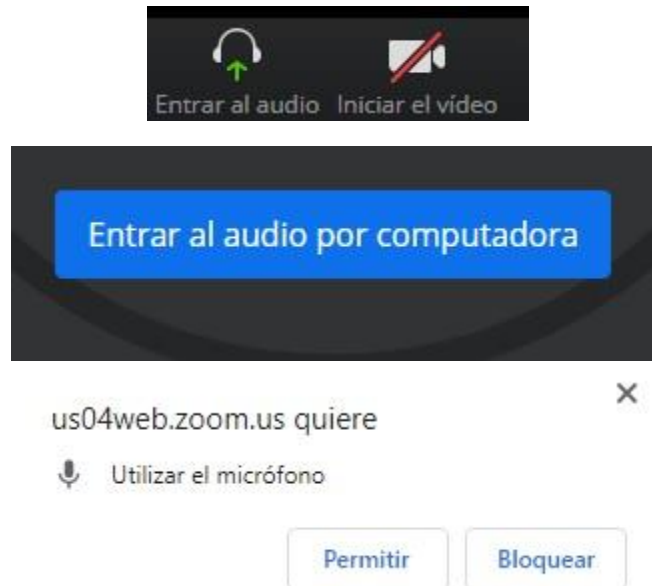 Entrar al audio Iniciar el vídeo
Entrar al audio por computadora
us04web.zoom.us quiere
Utilizar el micrófono
Permitir Bloquear